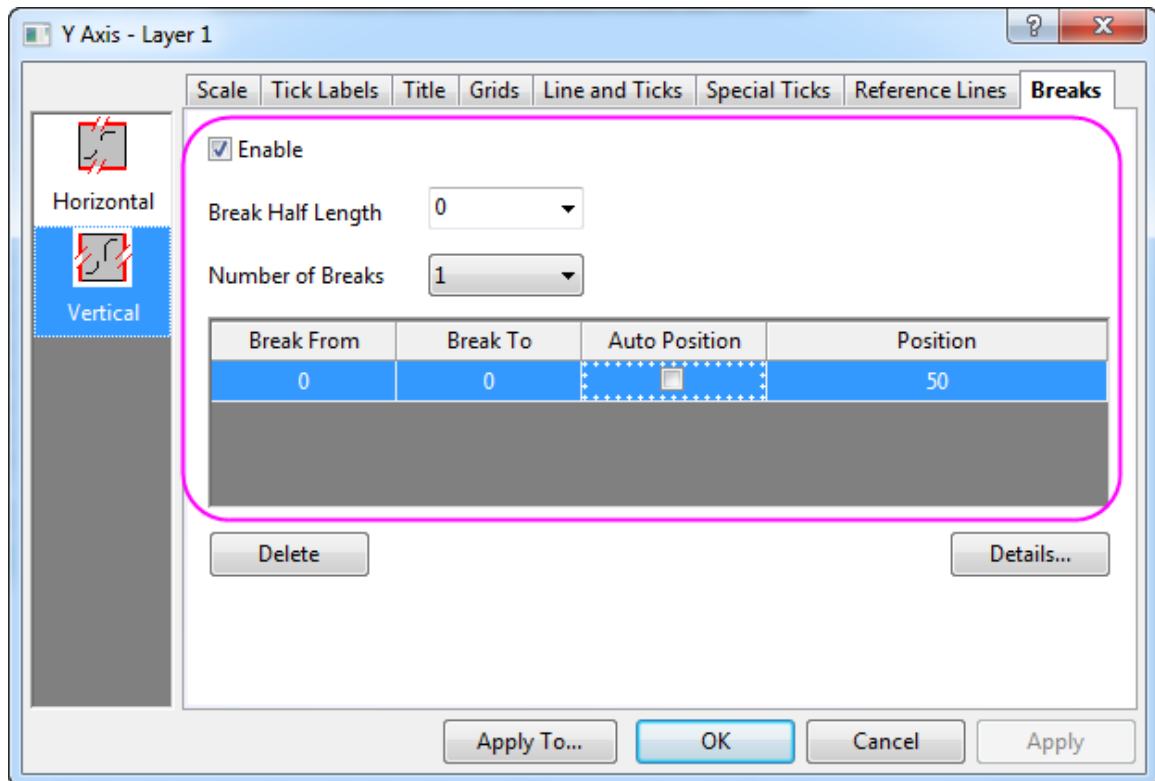 Y Axis - Layer 1
Scale Tick Labels Title Grids Line and Ticks Special Ticks Reference Lines Breaks
Horizontal
Vertical
Enable
Break Half Length 0
Number of Breaks 1
Break From Break To Auto Position Position
0 0 50
Delete Details...
Apply To... OK Cancel Apply